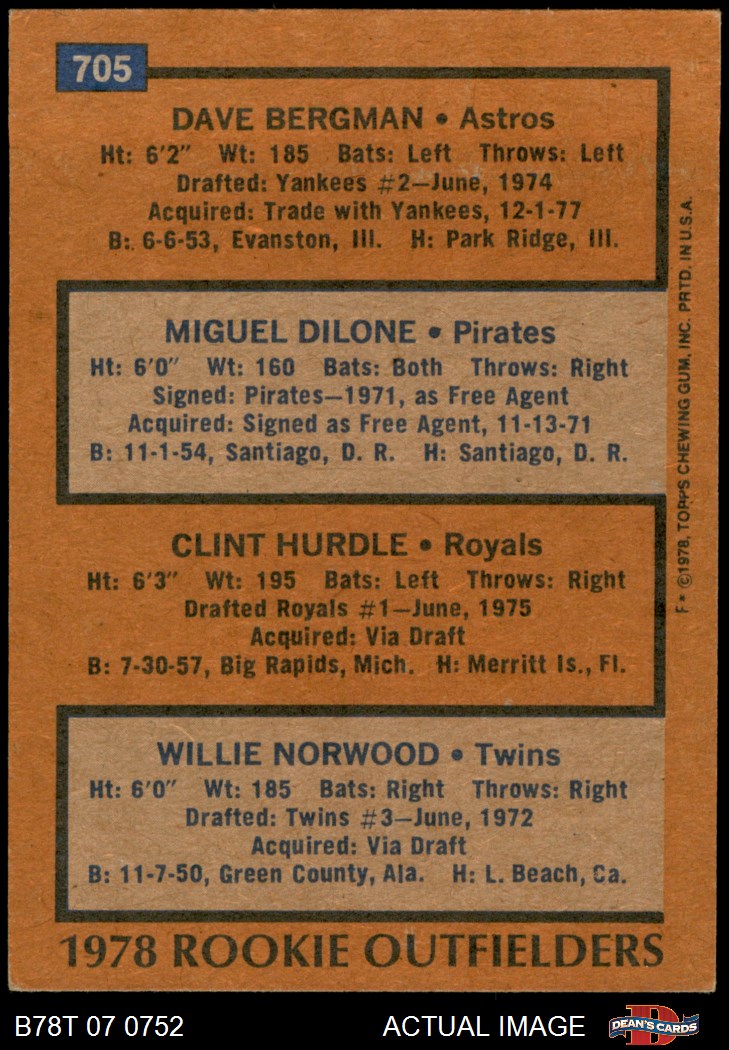 705
DAVE BERGMAN • Astros
Ht: 6'2" Wt: 185 Bats: Left Throws: Left
Drafted: Yankees #2—June, 1974
Acquired: Trade with Yankees, 12-1-77
B: 6-6-53, Evanston, Ill. H: Park Ridge, Ill.
MIGUEL DILONE • Pirates
Ht: 6'0" Wt: 160 Bats: Both Throws: Right
Signed: Pirates—1971, as Free Agent
Acquired: Signed as Free Agent, 11-13-71
B: 11-1-54, Santiago, D. R. H: Santiago, D. R.
CLINT HURDLE • Royals
Ht: 6'3" Wt: 195 Bats: Left Throws: Right
Drafted Royals #1—June, 1975
Acquired: Via Draft
B: 7-30-57, Big Rapids, Mich. H: Merritt Is., Fl.
WILLIE NORWOOD • Twins
Ht: 6'0" Wt: 185 Bats: Right Throws: Right
Drafted: Twins #3—June, 1972
Acquired: Via Draft
B: 11-7-50, Green County, Ala. H: L. Beach, Ca.
1978 ROOKIE OUTFIELDERS
F* ©1978, TOPPS CHEWING GUM, INC. PRTD. IN U.S.A.
B78T 07 0752 ACTUAL IMAGE
D
DEAN'S CARDS